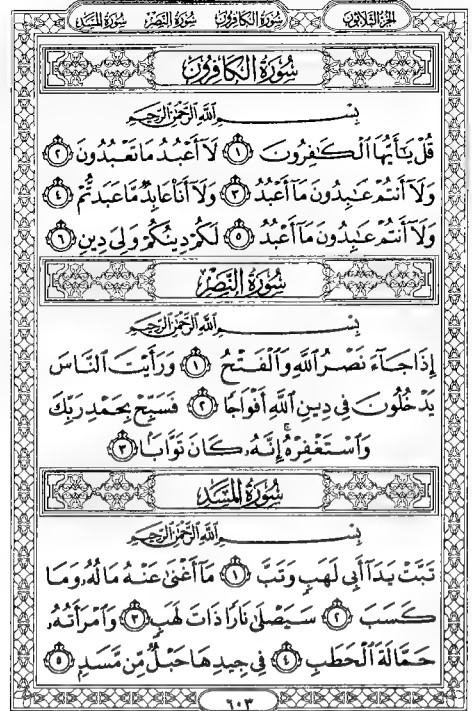 الجزء الثلاثون سورة الكافرون سورة النصر سورة المسد
سُورَةُ الكَافِرُون
بِسْمِ اللَّهِ الرَّحْمَٰنِ الرَّحِيمِ
قُلْ يَـٰٓأَيُّهَا ٱلْكَـٰفِرُونَ ١ لَآ أَعْبُدُ مَا تَعْبُدُونَ ٢
وَلَآ أَنتُمْ عَـٰبِدُونَ مَآ أَعْبُدُ ٣ وَلَآ أَنَا۠ عَابِدٌ مَّا عَبَدتُّمْ ٤
وَلَآ أَنتُمْ عَـٰبِدُونَ مَآ أَعْبُدُ ٥ لَكُمْ دِينُكُمْ وَلِىَ دِينِ ٦
سُورَةُ النَّصْرِ
بِسْمِ اللَّهِ الرَّحْمَٰنِ الرَّحِيمِ
إِذَا جَآءَ نَصْرُ ٱللَّهِ وَٱلْفَتْحُ ١ وَرَأَيْتَ ٱلنَّاسَ
يَدْخُلُونَ فِى دِينِ ٱللَّهِ أَفْوَاجًا ٢ فَسَبِّحْ بِحَمْدِ رَبِّكَ
وَٱسْتَغْفِرْهُ ۚ إِنَّهُۥ كَانَ تَوَّابًۢا ٣
سُورَةُ المَسَد
بِسْمِ اللَّهِ الرَّحْمَٰنِ الرَّحِيمِ
تَبَّتْ يَدَآ أَبِى لَهَبٍ وَتَبَّ ١ مَآ أَغْنَىٰ عَنْهُ مَالُهُۥ وَمَا
كَسَبَ ٢ سَيَصْلَىٰ نَارًا ذَاتَ لَهَبٍ ٣ وَٱمْرَأَتُهُۥ
حَمَّالَةَ ٱلْحَطَبِ ٤ فِى جِيدِهَا حَبْلٌ مِّن مَّسَدٍۭ ٥
٦٠٣